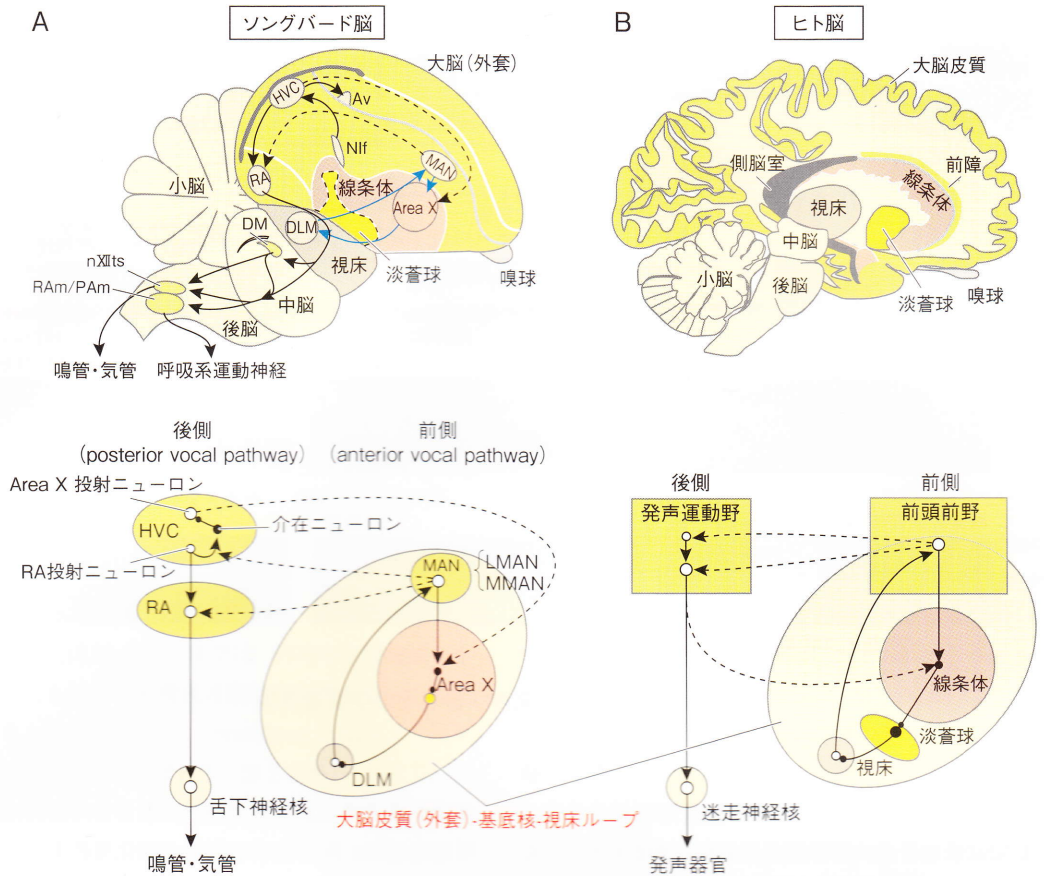 A
ソングバード脳
大脳(外套)
HVC
Av
NIf
MAN
RA
線条体
Area X
小脳
DM
DLM
視床
淡蒼球
嗅球
nXIIts
RAm/PAm
中脳
後脳
鳴管・気管
呼吸系運動神経
B
ヒト脳
大脳皮質
側脳室
前障
線条体
視床
中脳
小脳
後脳
淡蒼球
嗅球
後側
(posterior vocal pathway)
前側
(anterior vocal pathway)
Area X 投射ニューロン
HVC
介在ニューロン
RA投射ニューロン
RA
MAN
LMAN
MMAN
Area X
DLM
舌下神経核
鳴管・気管
大脳皮質(外套)-基底核-視床ループ
後側
発声運動野
前側
前頭前野
線条体
淡蒼球
視床
迷走神経核
発声器官